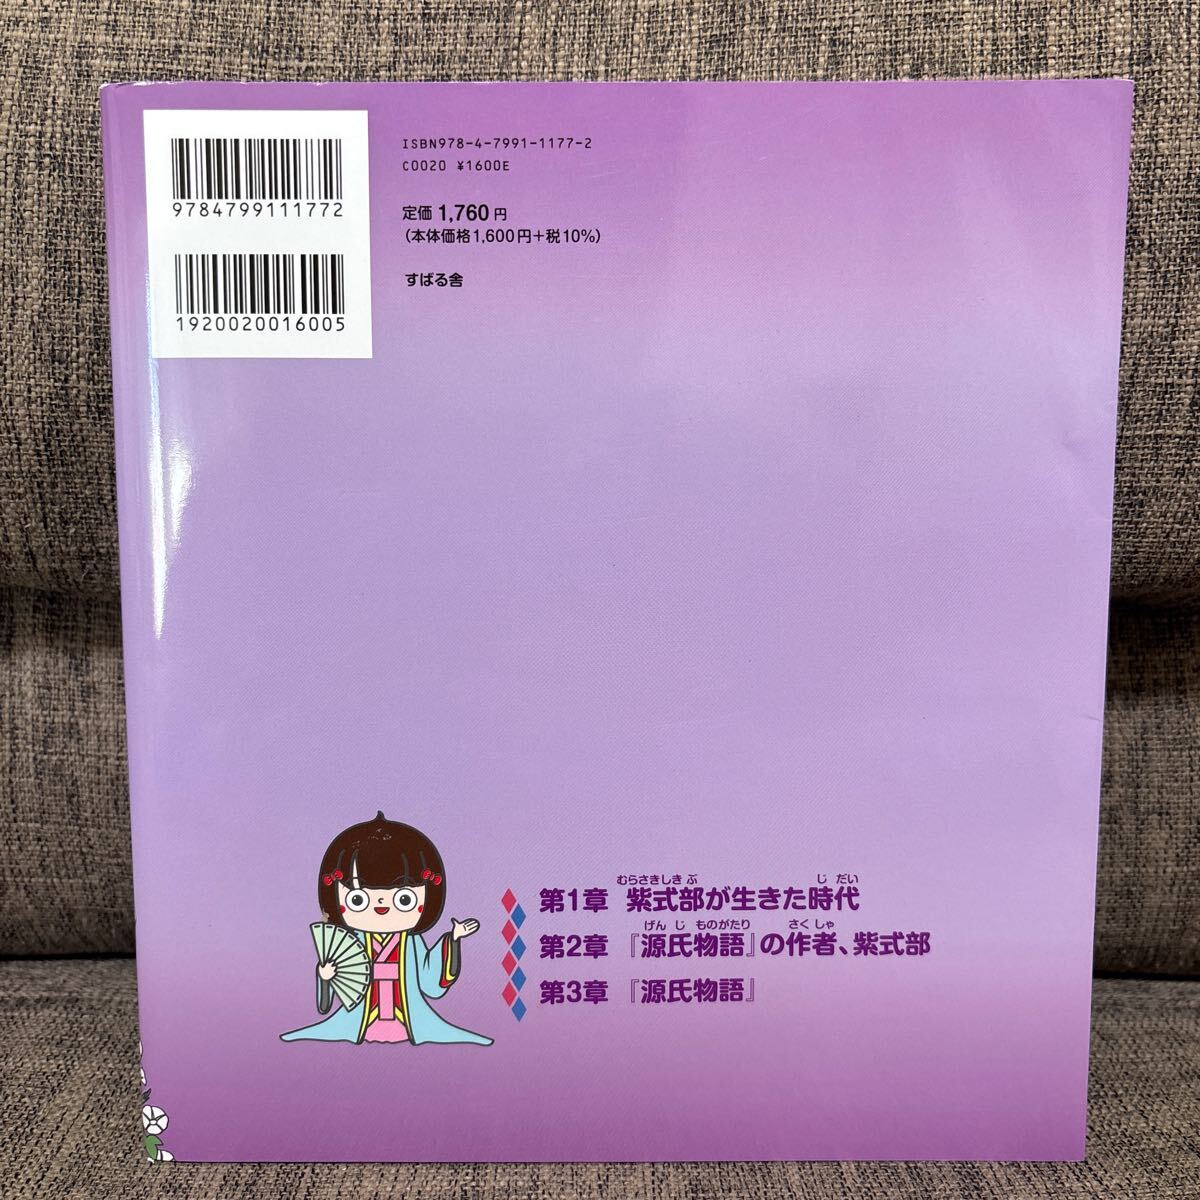 9784799111772
1920020016005
ISBN978-4-7991-1177-2
C0020 ¥1600E
定価 1,760 円
（本体価格1,600円＋税10%）
すばる舎
むらさきしき ぶ じ だい
第1章 紫式部が生きた時代
げん じ ものがたり さく しゃ
第2章 『源氏物語』の作者、紫式部
第3章 『源氏物語』